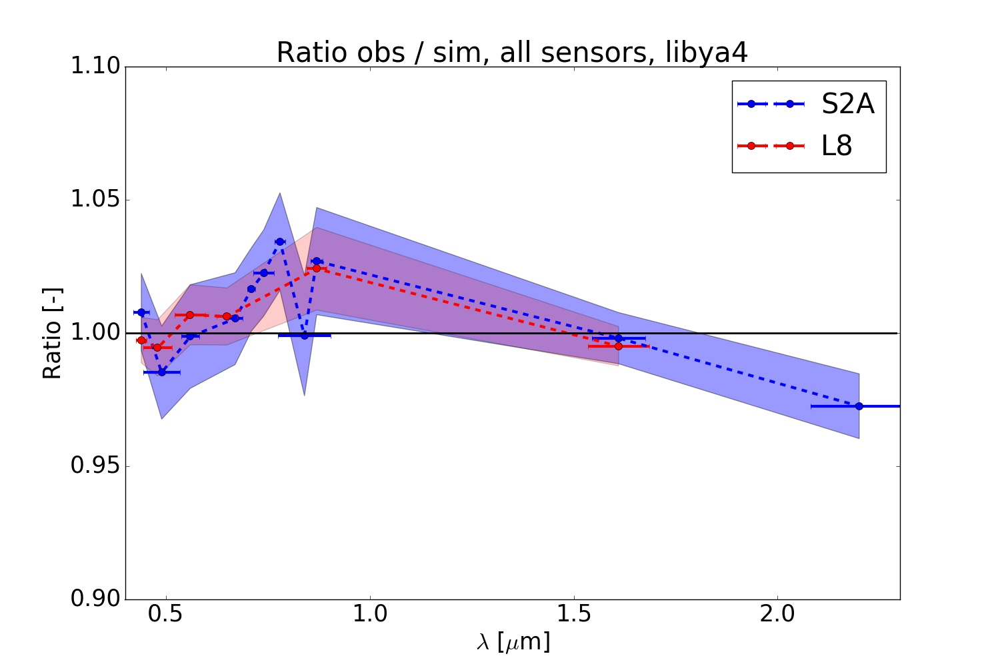 Ratio obs / sim, all sensors, libya4
1.10
1.05
1.00
0.95
0.90
Ratio [-]
S2A
L8
0.5 1.0 1.5 2.0
λ [μm]